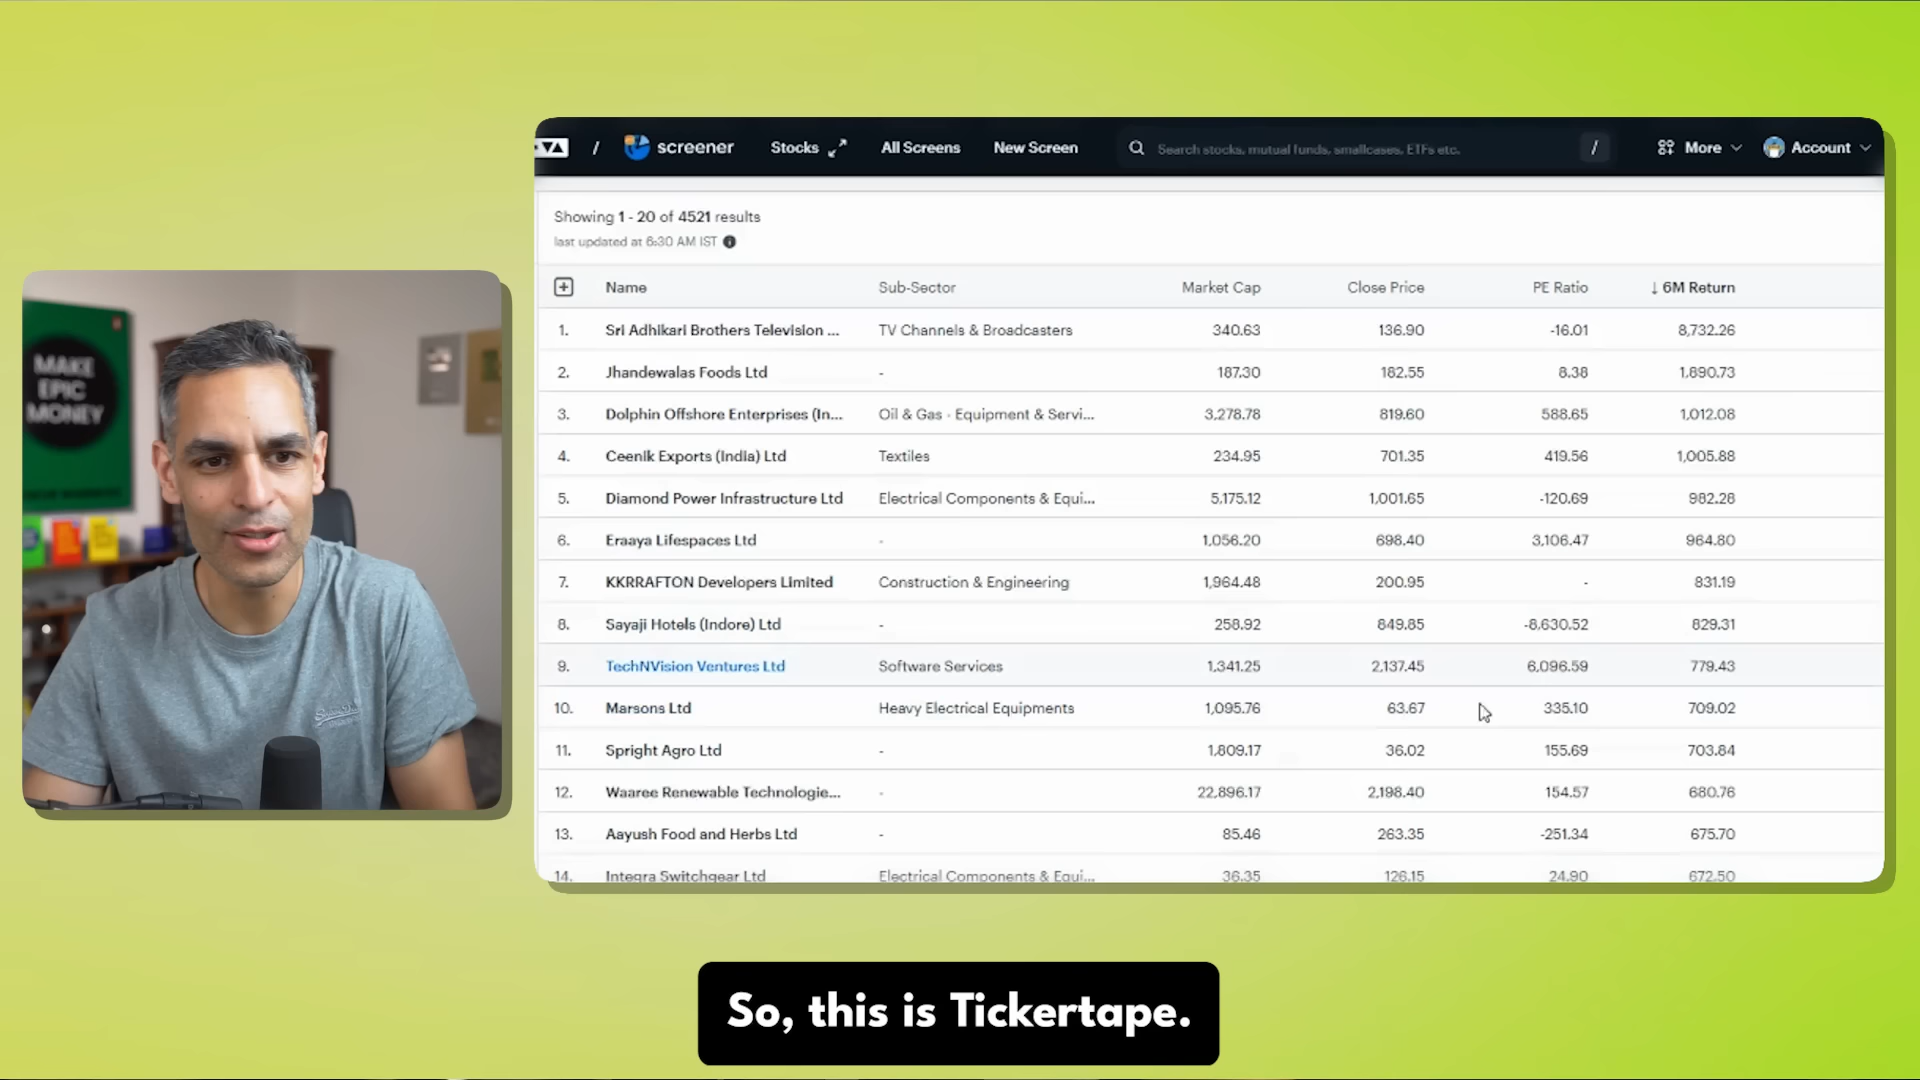 MAKE
EPIC
MONEY
/ screener Stocks All Screens New Screen Search stocks, mutual funds, smallcases, ETFs etc. / More Account
Showing 1 - 20 of 4521 results
last updated at 6:30 AM IST
Name Sub-Sector Market Cap Close Price PE Ratio ↓ 6M Return
1. Sri Adhikari Brothers Television ... TV Channels & Broadcasters 340.63 136.90 -16.01 8,732.26
2. Jhandewalas Foods Ltd - 187.30 182.55 8.38 1,890.73
3. Dolphin Offshore Enterprises (In... Oil & Gas - Equipment & Servi... 3,278.78 819.60 588.65 1,012.08
4. Ceenik Exports (India) Ltd Textiles 234.95 701.35 419.56 1,005.88
5. Diamond Power Infrastructure Ltd Electrical Components & Equi... 5,175.12 1,001.65 -120.69 982.28
6. Eraaya Lifespaces Ltd - 1,056.20 698.40 3,106.47 964.80
7. KKRRAFTON Developers Limited Construction & Engineering 1,964.48 200.95 - 831.19
8. Sayaji Hotels (Indore) Ltd - 258.92 849.85 -8,630.52 829.31
9. TechNVision Ventures Ltd Software Services 1,341.25 2,137.45 6,096.59 779.43
10. Marsons Ltd Heavy Electrical Equipments 1,095.76 63.67 335.10 709.02
11. Spright Agro Ltd - 1,809.17 36.02 155.69 703.84
12. Waaree Renewable Technologie... - 22,896.17 2,198.40 154.57 680.76
13. Aayush Food and Herbs Ltd - 85.46 263.35 -251.34 675.70
14. Integra Switchgear Ltd Electrical Components & Equi... 36.35 126.15 24.90 672.50
So, this is Tickertape.